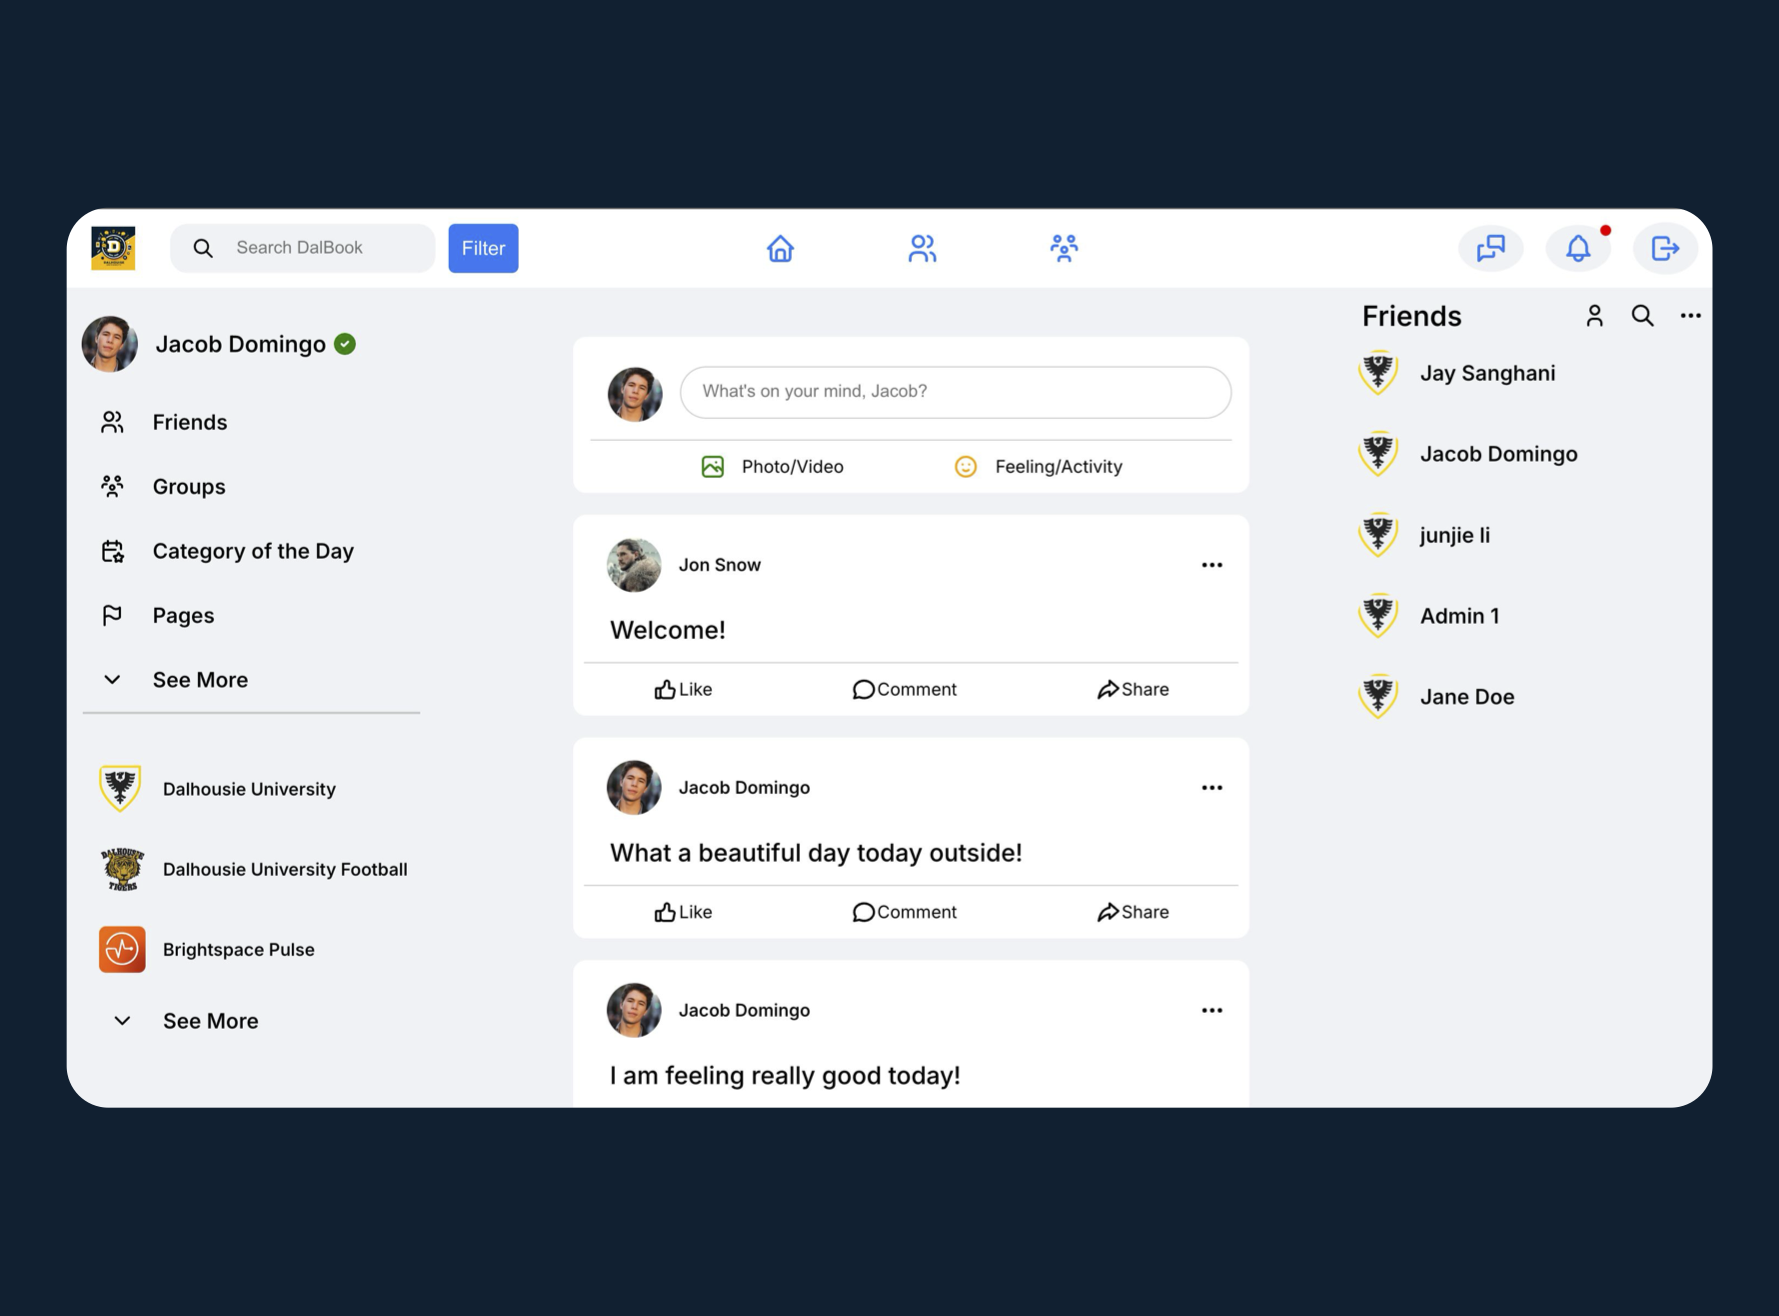 D
Search DalBook
Filter
Jacob Domingo
Friends
Groups
Category of the Day
Pages
See More
Dalhousie University
DALHOUSIE
TIGERS
Dalhousie University Football
Brightspace Pulse
See More
What's on your mind, Jacob?
Photo/Video
Feeling/Activity
Jon Snow
Welcome!
Like Comment Share
Jacob Domingo
What a beautiful day today outside!
Like Comment Share
Jacob Domingo
I am feeling really good today!
Friends
Jay Sanghani
Jacob Domingo
junjie li
Admin 1
Jane Doe